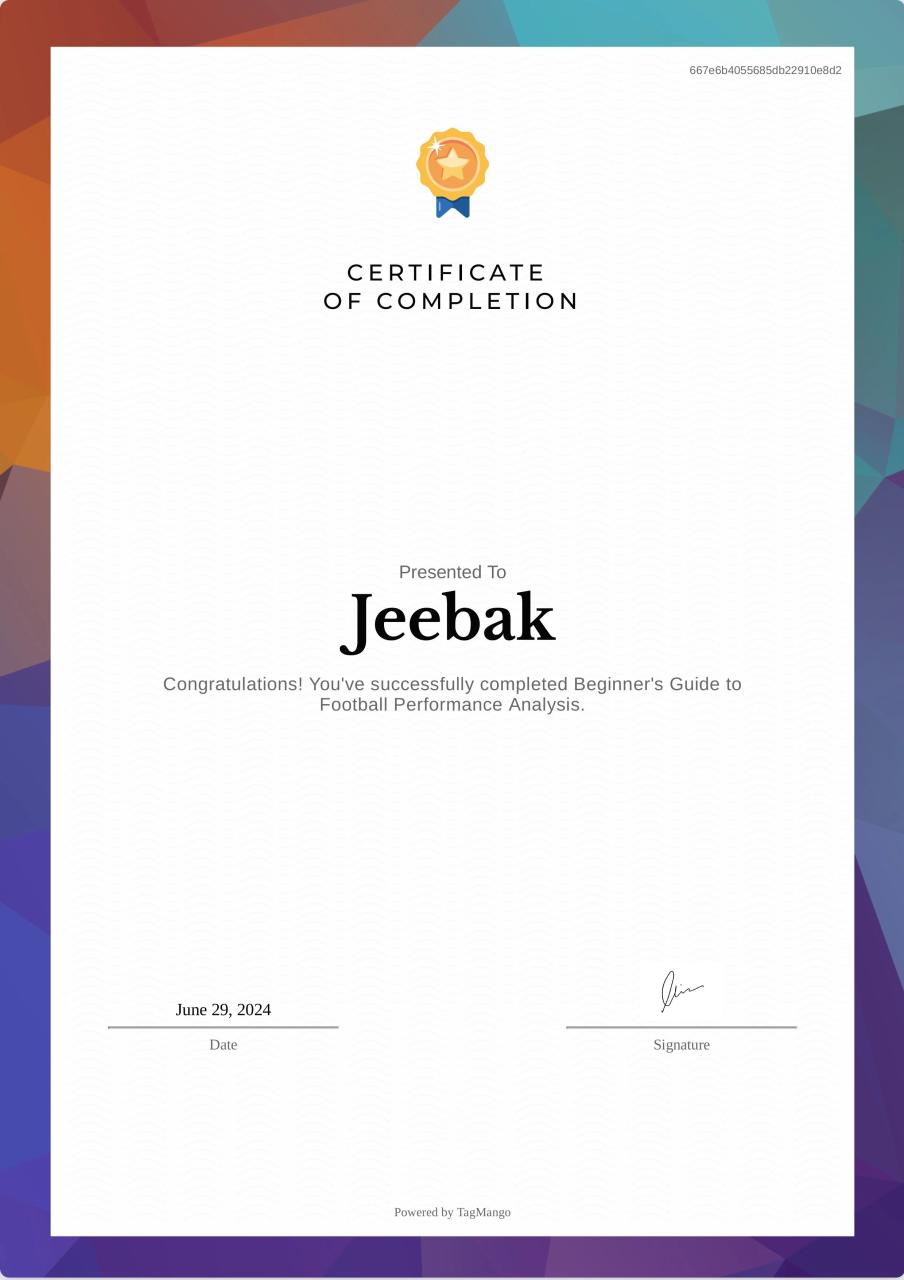 667e6b4055685db22910e8d2
CERTIFICATE
OF COMPLETION
Presented To
Jeebak
Congratulations! You've successfully completed Beginner's Guide to
Football Performance Analysis.
June 29, 2024
Date
Signature
Powered by TagMango